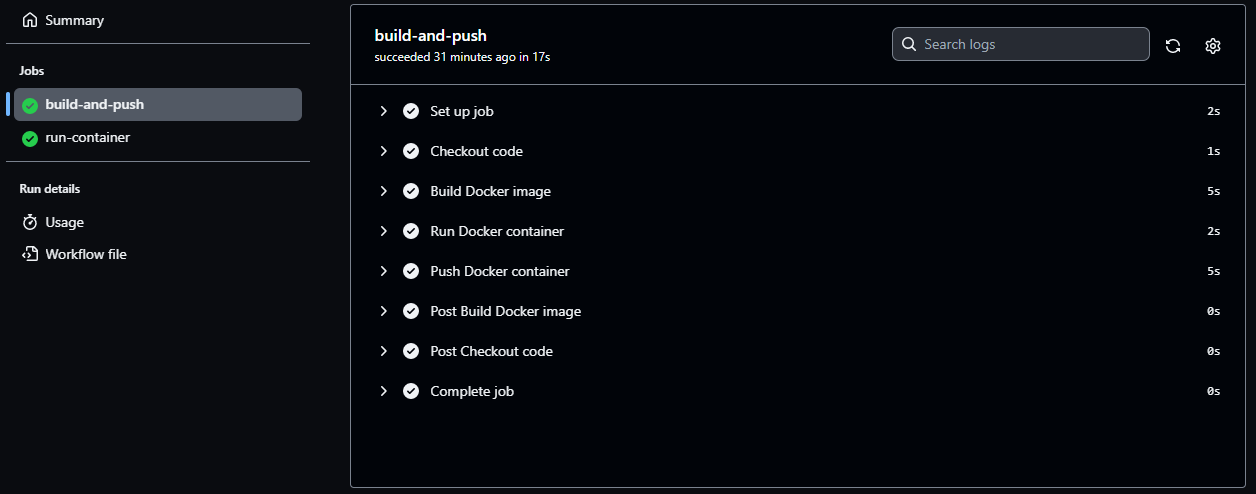 Summary
Jobs
build-and-push
run-container
Run details
Usage
Workflow file
build-and-push
succeeded 31 minutes ago in 17s
Search logs
Set up job 2s
Checkout code 1s
Build Docker image 5s
Run Docker container 2s
Push Docker container 5s
Post Build Docker image 0s
Post Checkout code 0s
Complete job 0s